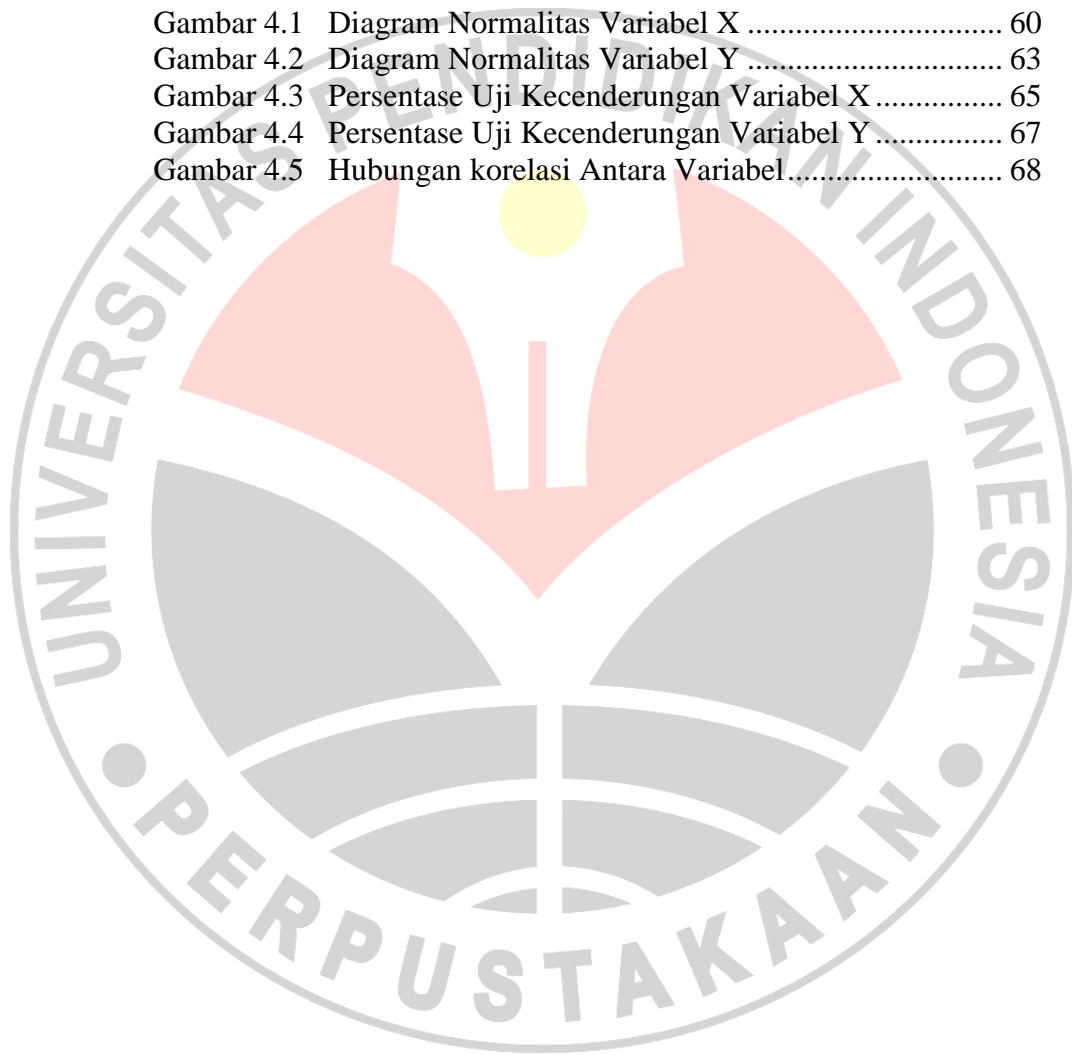 Gambar 4.1 Diagram Normalitas Variabel X ................................ 60
Gambar 4.2 Diagram Normalitas Variabel Y ................................ 63
Gambar 4.3 Persentase Uji Kecenderungan Variabel X ................ 65
Gambar 4.4 Persentase Uji Kecenderungan Variabel Y ................ 67
Gambar 4.5 Hubungan korelasi Antara Variabel........................... 68
UNIVERSITAS PENDIDIKAN INDONESIA
• PERPUSTAKAAN •